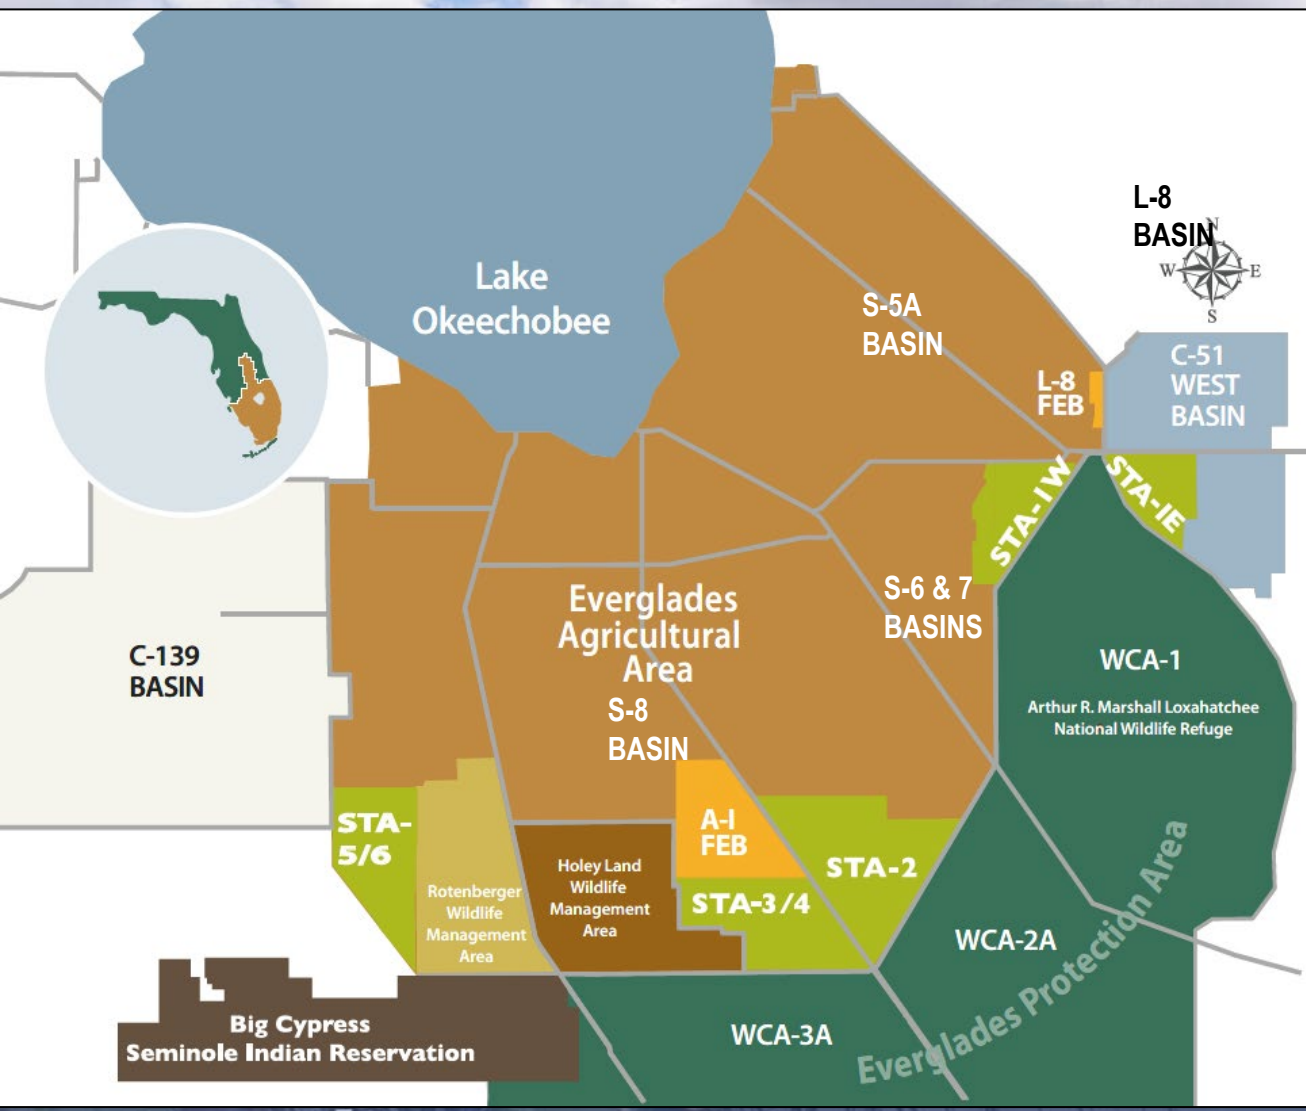 L-8
BASIN
N
W
E
S
Lake
Okeechobee
S-5A
BASIN
C-51
WEST
BASIN
L-8
FEB
STA-1W
STA-1E
Everglades
Agricultural
Area
S-6 & 7
BASINS
C-139
BASIN
S-8
BASIN
WCA-1
Arthur R. Marshall Loxahatchee
National Wildlife Refuge
STA-
5/6
A-1
FEB
STA-2
Rotenberger
Wildlife
Management
Area
Holey Land
Wildlife
Management
Area
STA-3/4
WCA-2A
Everglades Protection Area
Big Cypress
Seminole Indian Reservation
WCA-3A